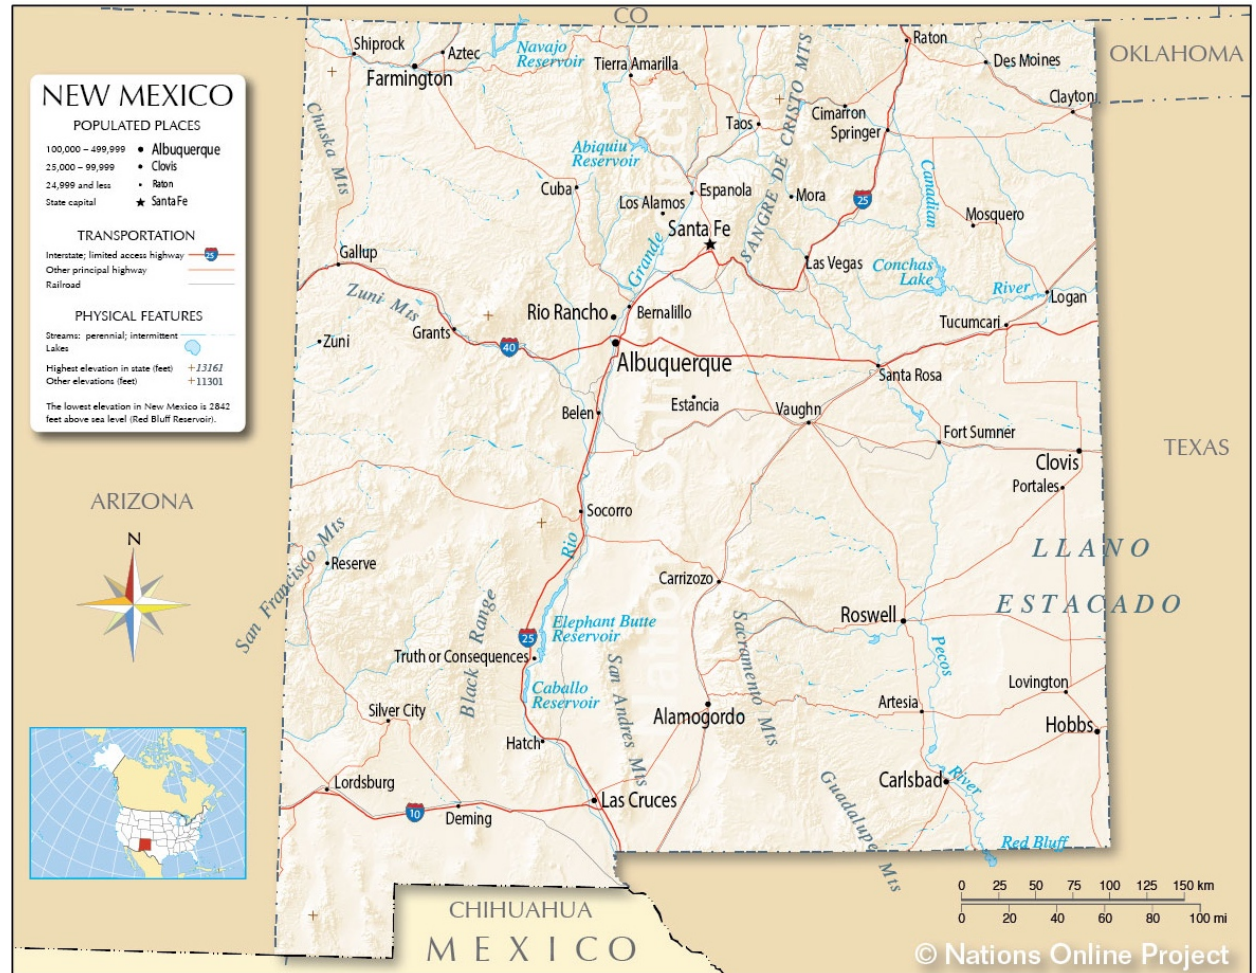 CO
OKLAHOMA
NEW MEXICO
POPULATED PLACES
100,000 – 499,999 Albuquerque
25,000 – 99,999 Clovis
24,999 and less Raton
State capital Santa Fe
TRANSPORTATION
Interstate; limited access highway 25
Other principal highway
Railroad
PHYSICAL FEATURES
Streams: perennial; intermittent
Lakes
Highest elevation in state (feet) +13161
Other elevations (feet) +11301
The lowest elevation in New Mexico is 2842
feet above sea level (Red Bluff Reservoir).
Shiprock
Aztec
Farmington
Navajo
Reservoir
Tierra Amarilla
Raton
Des Moines
Clayton
Cimarron
Springer
Taos
SANGRE DE CRISTO MTS
Chuska Mts
Abiquiu
Reservoir
Canadian
Cuba
Espanola
Los Alamos
Mora
25
Mosquero
Santa Fe
Grande
Gallup
Las Vegas
Conchas
Lake
River
Logan
Zuni Mts
Rio Rancho
Bernalillo
Tucumcari
Grants
Zuni
40
Albuquerque
Santa Rosa
Belen
Estancia
Vaughn
Fort Sumner
Clovis
Portales
TEXAS
ARIZONA
N
Socorro
Rio
San Francisco Mts
Reserve
LLANO
ESTACADO
Carrizozo
Roswell
Black Range
25
Elephant Butte
Reservoir
Sacramento Mts
Pecos
Truth or Consequences
San Andres Mts
Caballo
Reservoir
Lovington
Silver City
Artesia
Alamogordo
Hobbs
Hatch
Lordsburg
Carlsbad
River
Las Cruces
Guadalupe Mts
10
Deming
Red Bluff
CHIHUAHUA
MEXICO
0 25 50 75 100 125 150 km
0 20 40 60 80 100 mi
© Nations Online Project